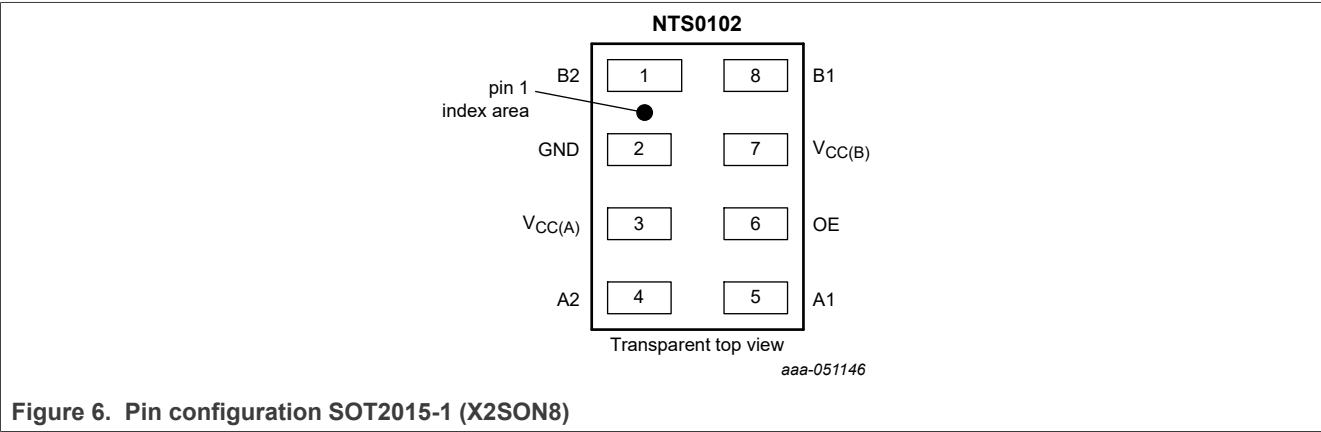 NTS0102
B2 1 8 B1
pin 1
index area
GND 2 7 VCC(B)
VCC(A) 3 6 OE
A2 4 5 A1
Transparent top view
aaa-051146
Figure 6. Pin configuration SOT2015-1 (X2SON8)